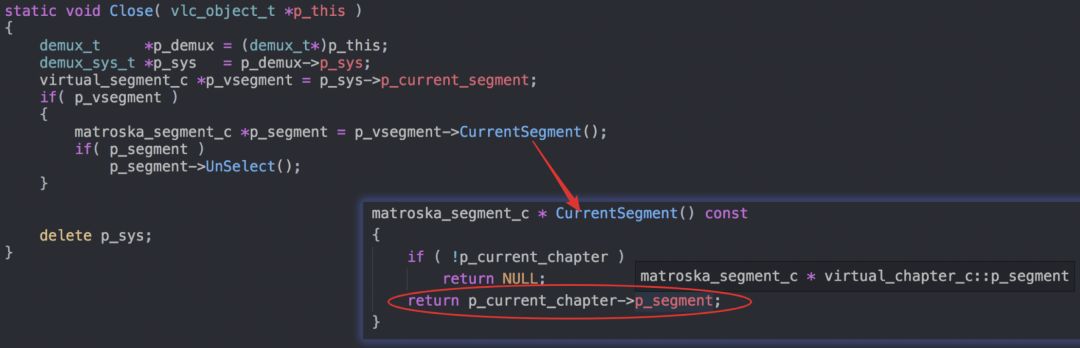 static void Close( vlc_object_t *p_this )
{
    demux_t     *p_demux = (demux_t*)p_this;
    demux_sys_t *p_sys   = p_demux->p_sys;
    virtual_segment_c *p_vsegment = p_sys->p_current_segment;
    if( p_vsegment )
    {
        matroska_segment_c *p_segment = p_vsegment->CurrentSegment();
        if( p_segment )
            p_segment->UnSelect();
    }
    delete p_sys;
}
matroska_segment_c * CurrentSegment() const
{
    if ( !p_current_chapter )
        return NULL;
    return p_current_chapter->p_segment;
}
matroska_segment_c * virtual_chapter_c::p_segment